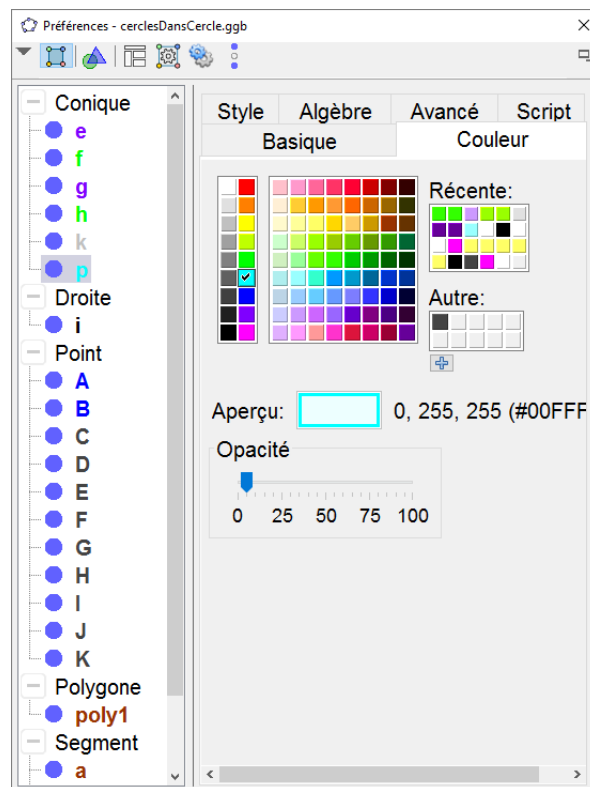 Préférences - cerclesDansCercle.ggb
Conique
e
f
g
h
k
p
Droite
i
Point
A
B
C
D
E
F
G
H
I
J
K
Polygone
poly1
Segment
a
Style Algèbre Avancé Script
Basique Couleur
Récente:
Autre:
Aperçu: 0, 255, 255 (#00FFF
Opacité
0 25 50 75 100